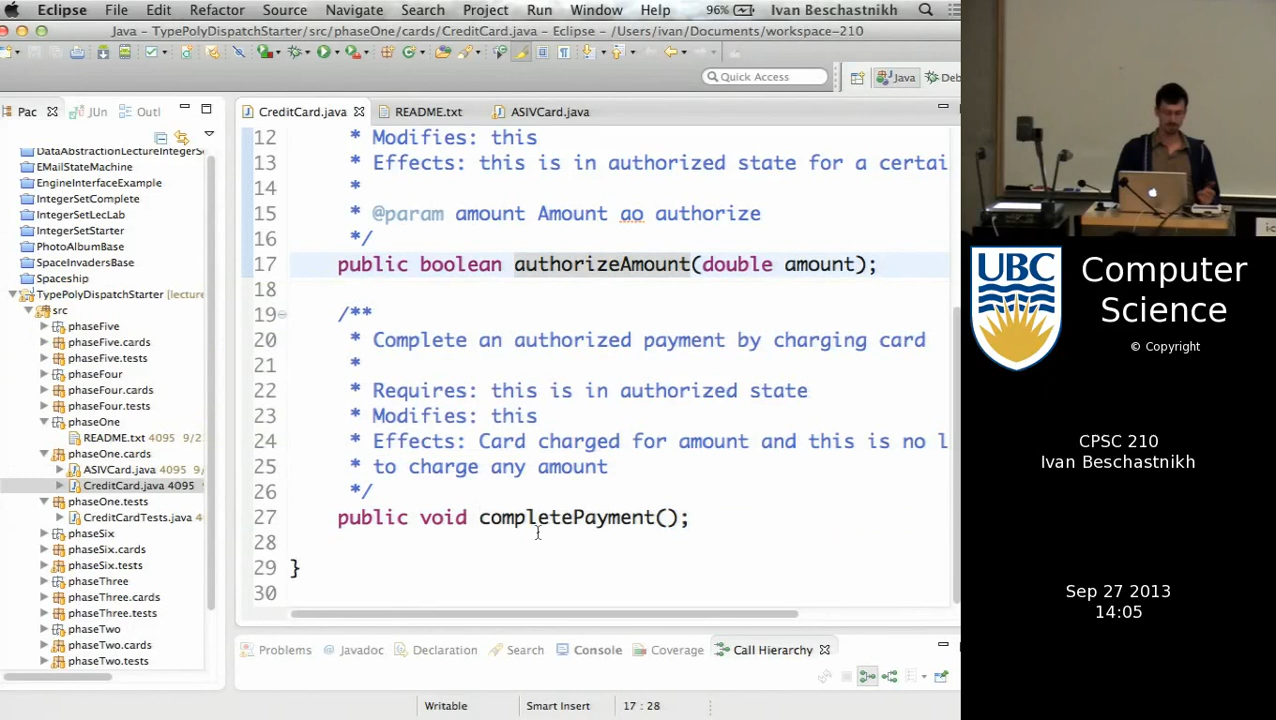 Eclipse File Edit Refactor Source Navigate Search Project Run Window Help 96% Ivan Beschastnikh
Java - TypePolyDispatchStarter/src/phaseOne/cards/CreditCard.java - Eclipse - /Users/ivan/Documents/workspace-210
Quick Access Java Deb
Pac JUn Outl
CreditCard.java README.txt ASIVCard.java
DataAbstractionLectureIntegerS
EMailStateMachine
EngineInterfaceExample
IntegerSetComplete
IntegerSetLecLab
IntegerSetStarter
PhotoAlbumBase
SpaceInvadersBase
Spaceship
TypePolyDispatchStarter [lecture
src
phaseFive
phaseFive.cards
phaseFive.tests
phaseFour
phaseFour.cards
phaseFour.tests
phaseOne
README.txt 4095 9/2
phaseOne.cards
ASIVCard.java 4095 9/
CreditCard.java 4095
phaseOne.tests
CreditCardTests.java 4
phaseSix
phaseSix.cards
phaseSix.tests
phaseThree
phaseThree.cards
phaseThree.tests
phaseTwo
phaseTwo.cards
phaseTwo.tests
12 * Modifies: this
13 * Effects: this is in authorized state for a certai
14 *
15 * @param amount Amount ao authorize
16 */
17 public boolean authorizeAmount(double amount);
18
19 /**
20 * Complete an authorized payment by charging card
21 *
22 * Requires: this is in authorized state
23 * Modifies: this
24 * Effects: Card charged for amount and this is no l
25 * to charge any amount
26 */
27 public void completePayment();
28
29 }
30
Problems Javadoc Declaration Search Console Coverage Call Hierarchy
Writable Smart Insert 17 : 28
UBC
Computer
Science
© Copyright
CPSC 210
Ivan Beschastnikh
Sep 27 2013
14:05